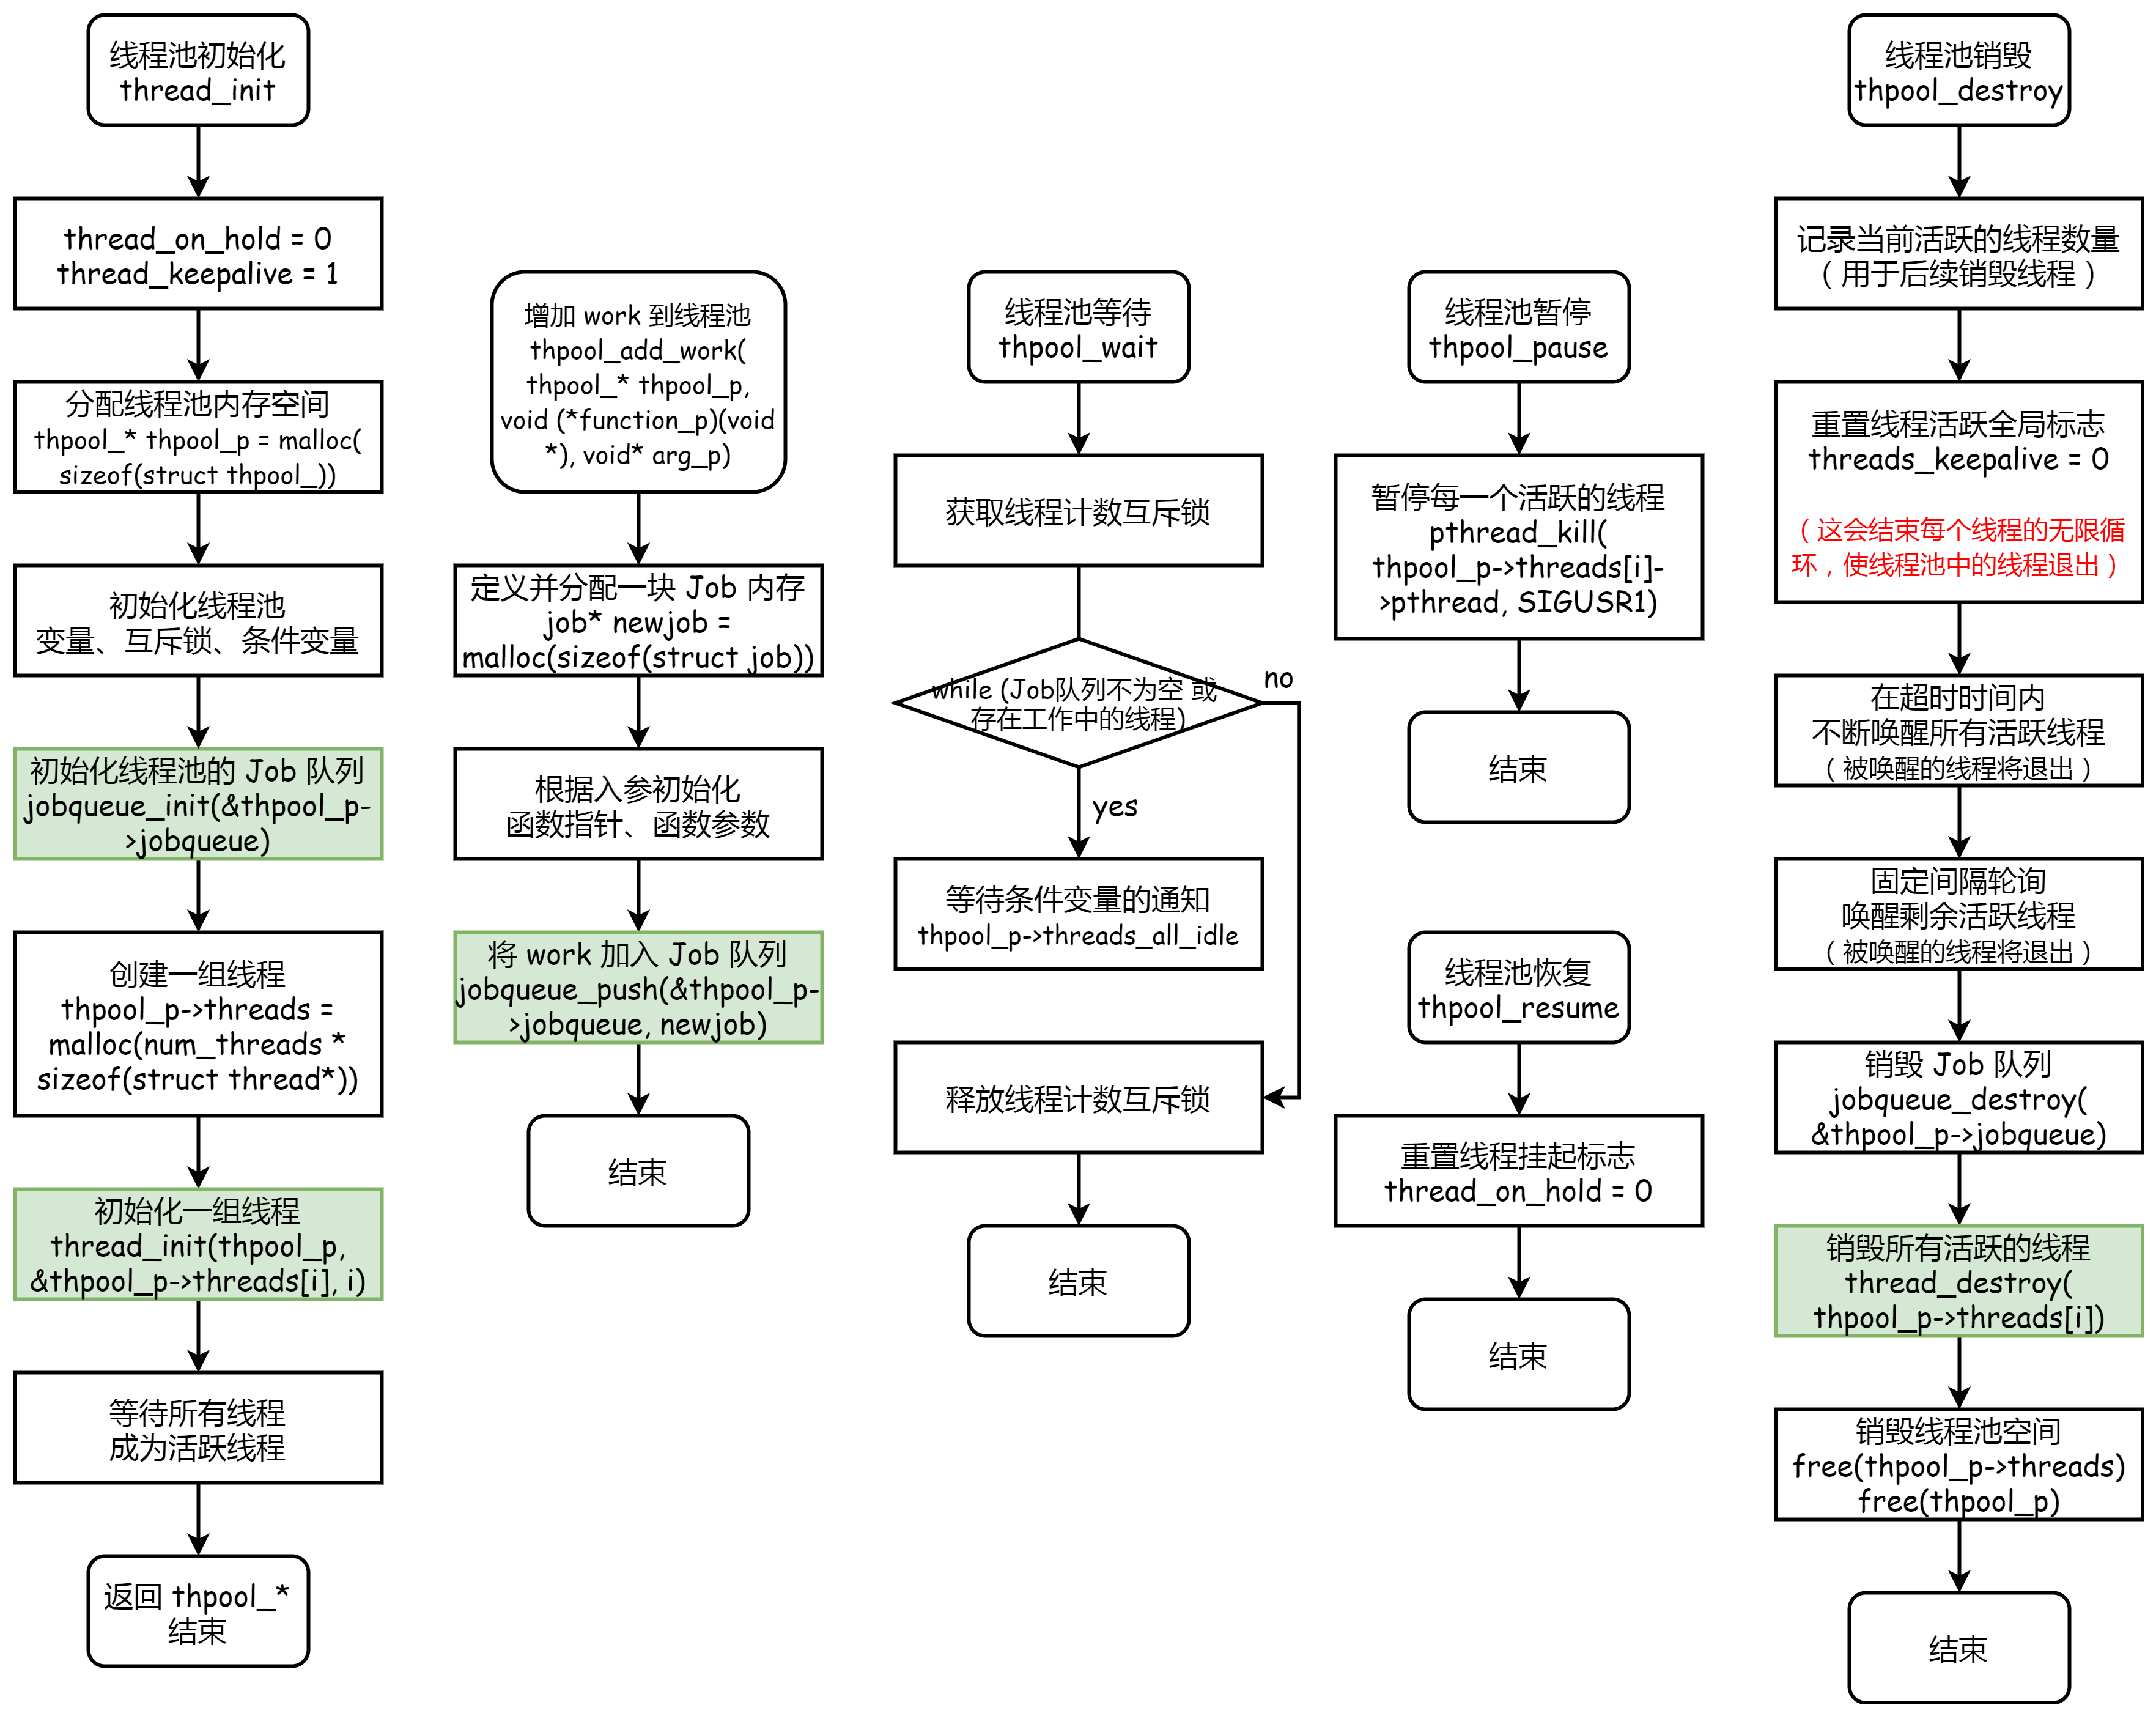 线程池初始化
thread_init
thread_on_hold = 0
thread_keepalive = 1
分配线程池内存空间
thpool_* thpool_p = malloc(
sizeof(struct thpool_))
初始化线程池
变量、互斥锁、条件变量
初始化线程池的 Job 队列
jobqueue_init(&thpool_p-
>jobqueue)
创建一组线程
thpool_p->threads =
malloc(num_threads *
sizeof(struct thread*))
初始化一组线程
thread_init(thpool_p,
&thpool_p->threads[i], i)
等待所有线程
成为活跃线程
返回 thpool_*
结束
增加 work 到线程池
thpool_add_work(
thpool_* thpool_p,
void (*function_p)(void
*), void* arg_p)
定义并分配一块 Job 内存
job* newjob =
malloc(sizeof(struct job))
根据入参初始化
函数指针、函数参数
将 work 加入 Job 队列
jobqueue_push(&thpool_p-
>jobqueue, newjob)
结束
线程池等待
thpool_wait
获取线程计数互斥锁
while (Job队列不为空 或
存在工作中的线程)
no
yes
等待条件变量的通知
thpool_p->threads_all_idle
释放线程计数互斥锁
结束
线程池暂停
thpool_pause
暂停每一个活跃的线程
pthread_kill(
thpool_p->threads[i]-
>pthread, SIGUSR1)
结束
线程池恢复
thpool_resume
重置线程挂起标志
thread_on_hold = 0
结束
线程池销毁
thpool_destroy
记录当前活跃的线程数量
（用于后续销毁线程）
重置线程活跃全局标志
threads_keepalive = 0
（这会结束每个线程的无限循
环，使线程池中的线程退出）
在超时时间内
不断唤醒所有活跃线程
（被唤醒的线程将退出）
固定间隔轮询
唤醒剩余活跃线程
（被唤醒的线程将退出）
销毁 Job 队列
jobqueue_destroy(
&thpool_p->jobqueue)
销毁所有活跃的线程
thread_destroy(
thpool_p->threads[i])
销毁线程池空间
free(thpool_p->threads)
free(thpool_p)
结束